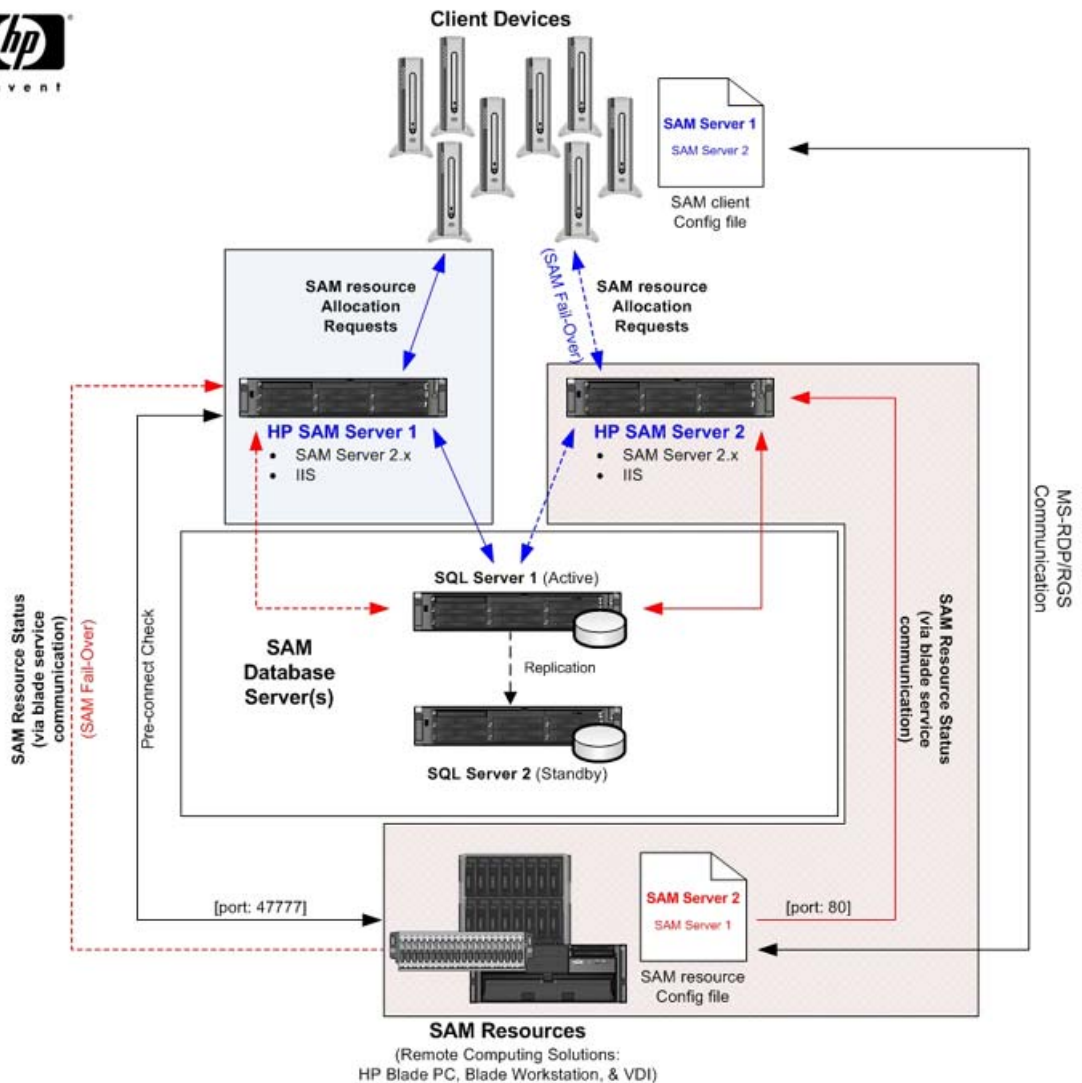 hp
invent
Client Devices
SAM Server 1
SAM Server 2
SAM client
Config file
SAM resource
Allocation
Requests
(SAM Fail-Over)
SAM resource
Allocation
Requests
HP SAM Server 1
• SAM Server 2.x
• IIS
HP SAM Server 2
• SAM Server 2.x
• IIS
MS-RDP/RGS
Communication
SQL Server 1 (Active)
SAM
Database
Server(s)
Replication
SQL Server 2 (Standby)
SAM Resource Status
(via blade service
communication)
(SAM Fail-Over)
Pre-connect Check
SAM Resource Status
(via blade service
communication)
[port: 47777]
SAM Server 2
SAM Server 1
[port: 80]
SAM resource
Config file
SAM Resources
(Remote Computing Solutions:
HP Blade PC, Blade Workstation, & VDI)